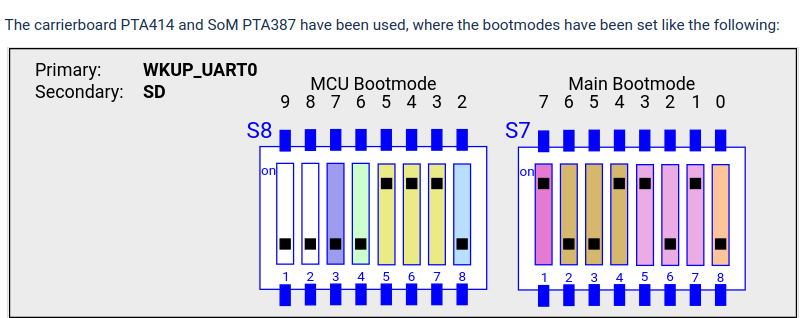 The carrierboard PTA414 and SoM PTA387 have been used, where the bootmodes have been set like the following:
Primary: WKUP_UART0
Secondary: SD
MCU Bootmode
9 8 7 6 5 4 3 2
S8
on
1 2 3 4 5 6 7 8
Main Bootmode
7 6 5 4 3 2 1 0
S7
on
1 2 3 4 5 6 7 8